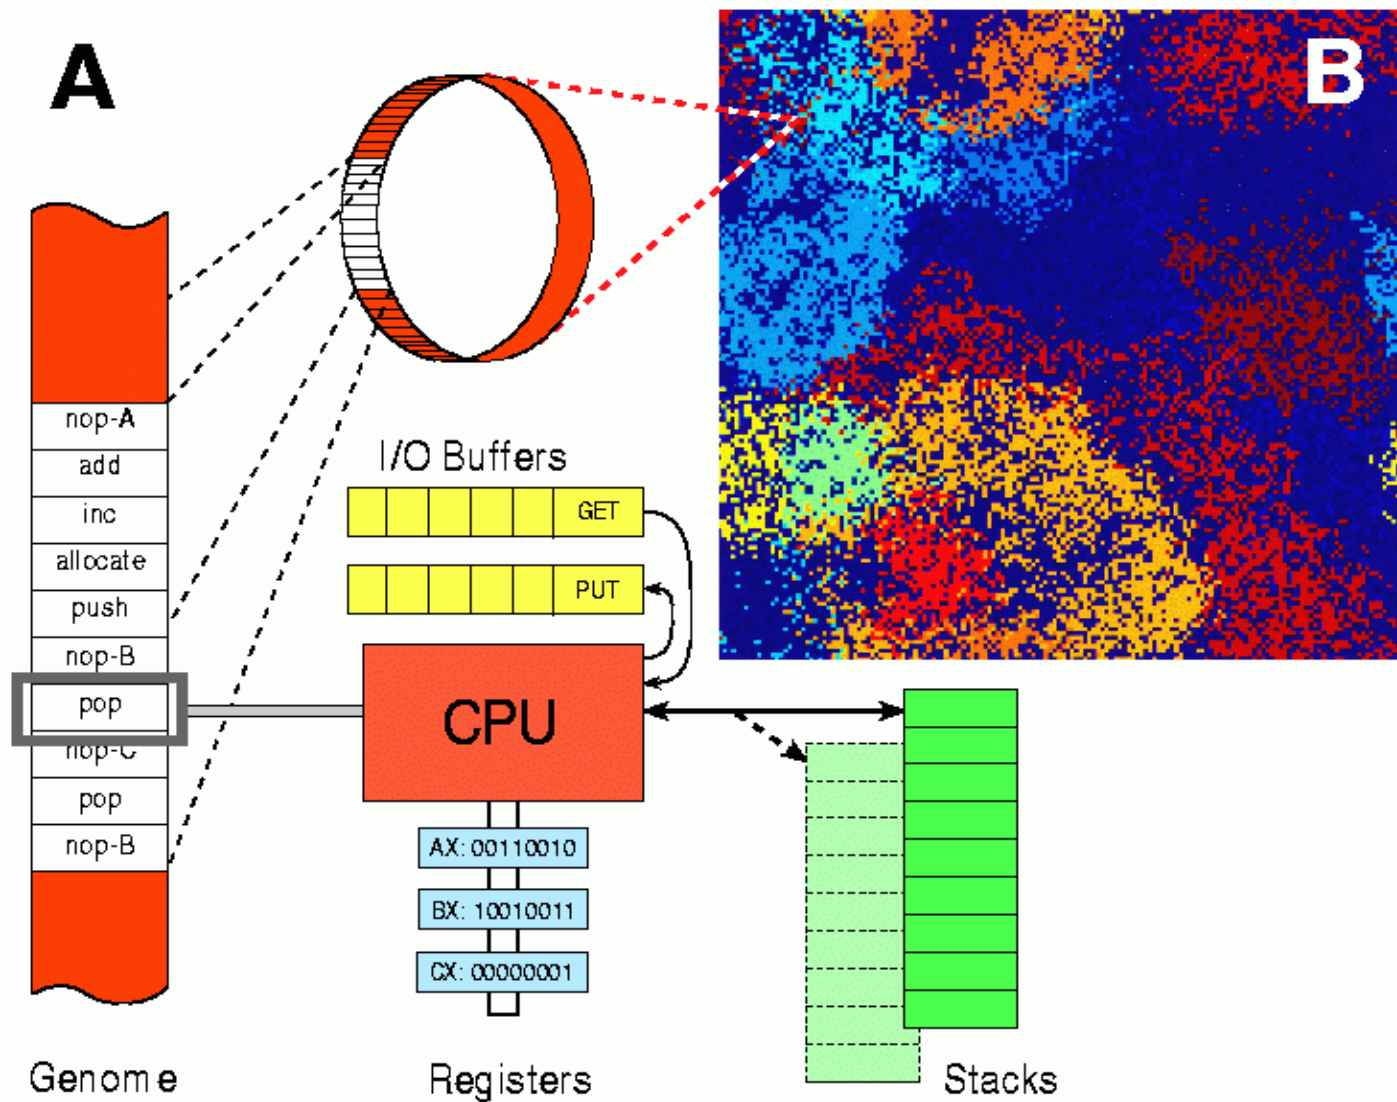 A
B
nop-A
add
inc
allocate
push
nop-B
pop
nop-C
pop
nop-B
Genome
I/O Buffers
GET
PUT
CPU
AX: 00110010
BX: 10010011
CX: 00000001
Registers
Stacks